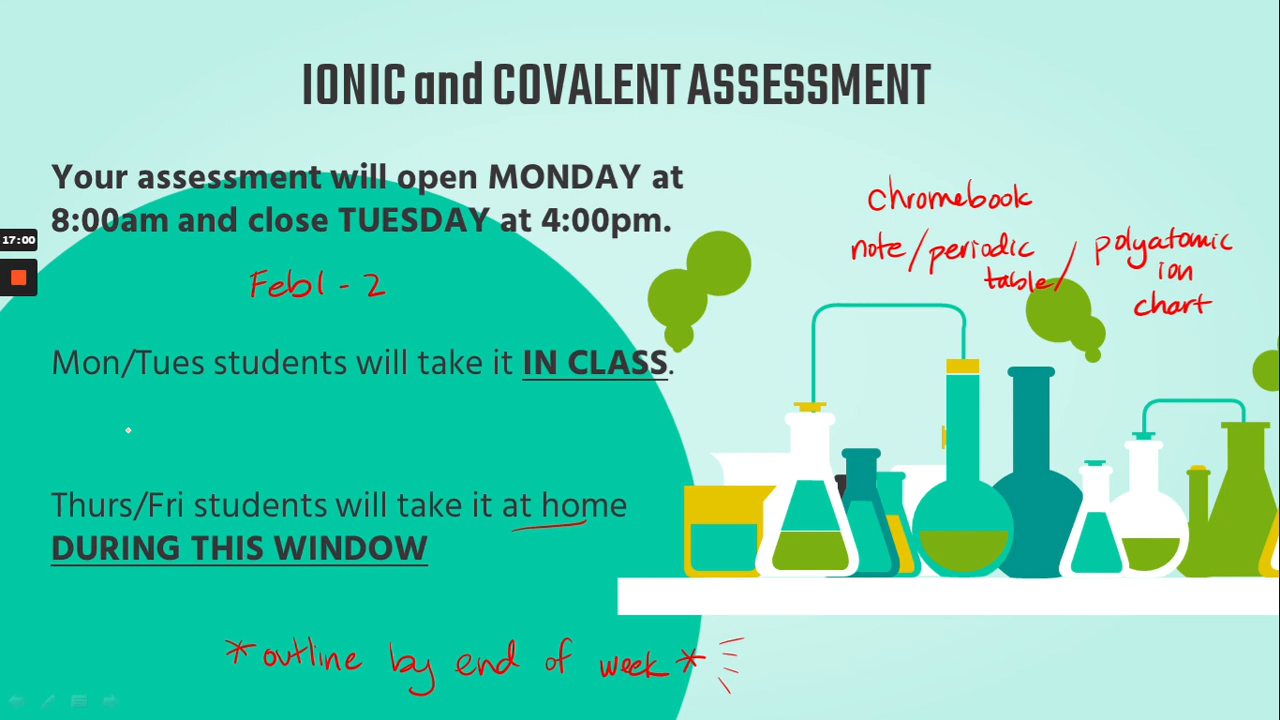 IONIC and COVALENT ASSESSMENT
Your assessment will open MONDAY at
8:00am and close TUESDAY at 4:00pm.
Feb 1 - 2
chromebook
note/periodic
table/
polyatomic
ion
chart
17:00
Mon/Tues students will take it IN CLASS.
Thurs/Fri students will take it at home
DURING THIS WINDOW
*outline by end of week*